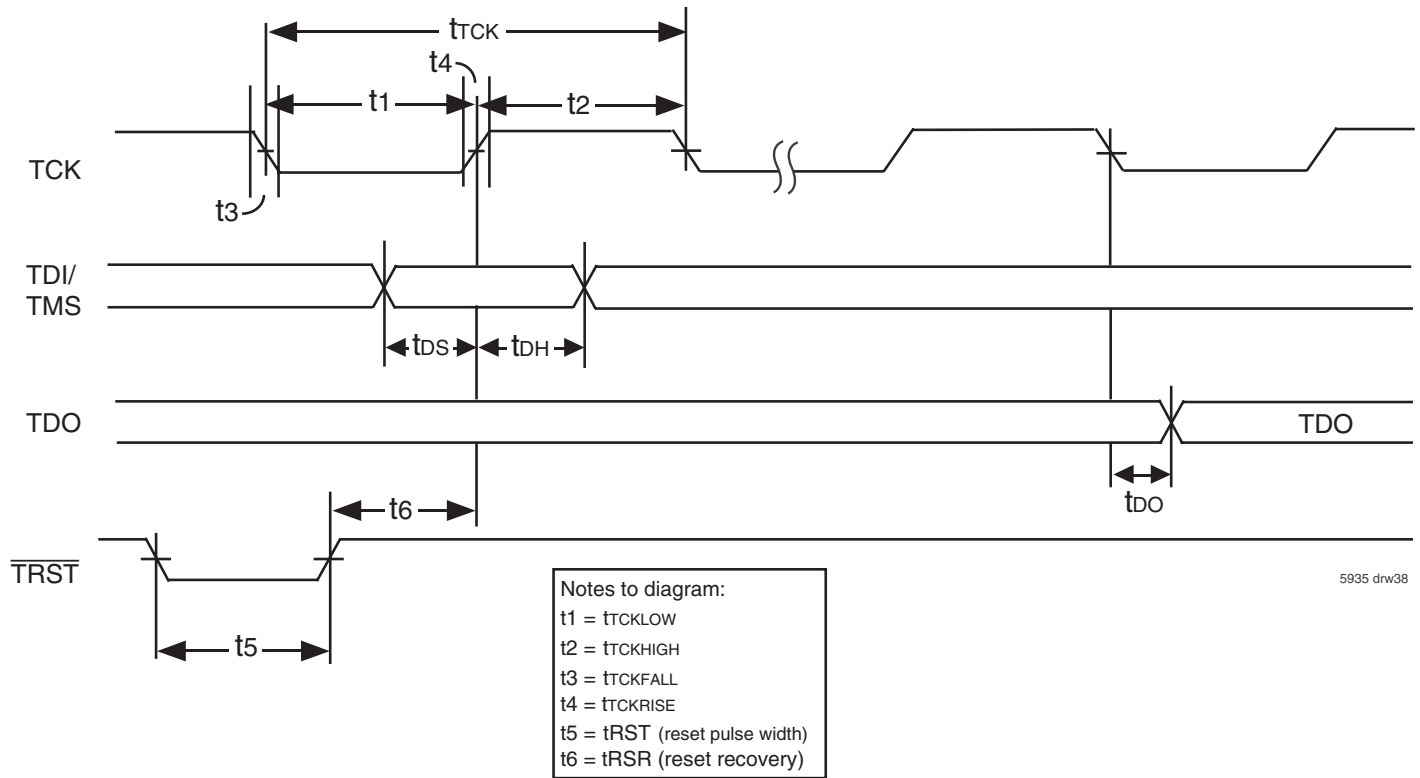 tTCK
t4
t1
t2
TCK
t3
TDI/
TMS
tDS
tDH
TDO
TDO
tDO
t6
TRST
5935 drw38
t5
Notes to diagram:
t1 = tTCKLOW
t2 = tTCKHIGH
t3 = tTCKFALL
t4 = tTCKRISE
t5 = tRST (reset pulse width)
t6 = tRSR (reset recovery)